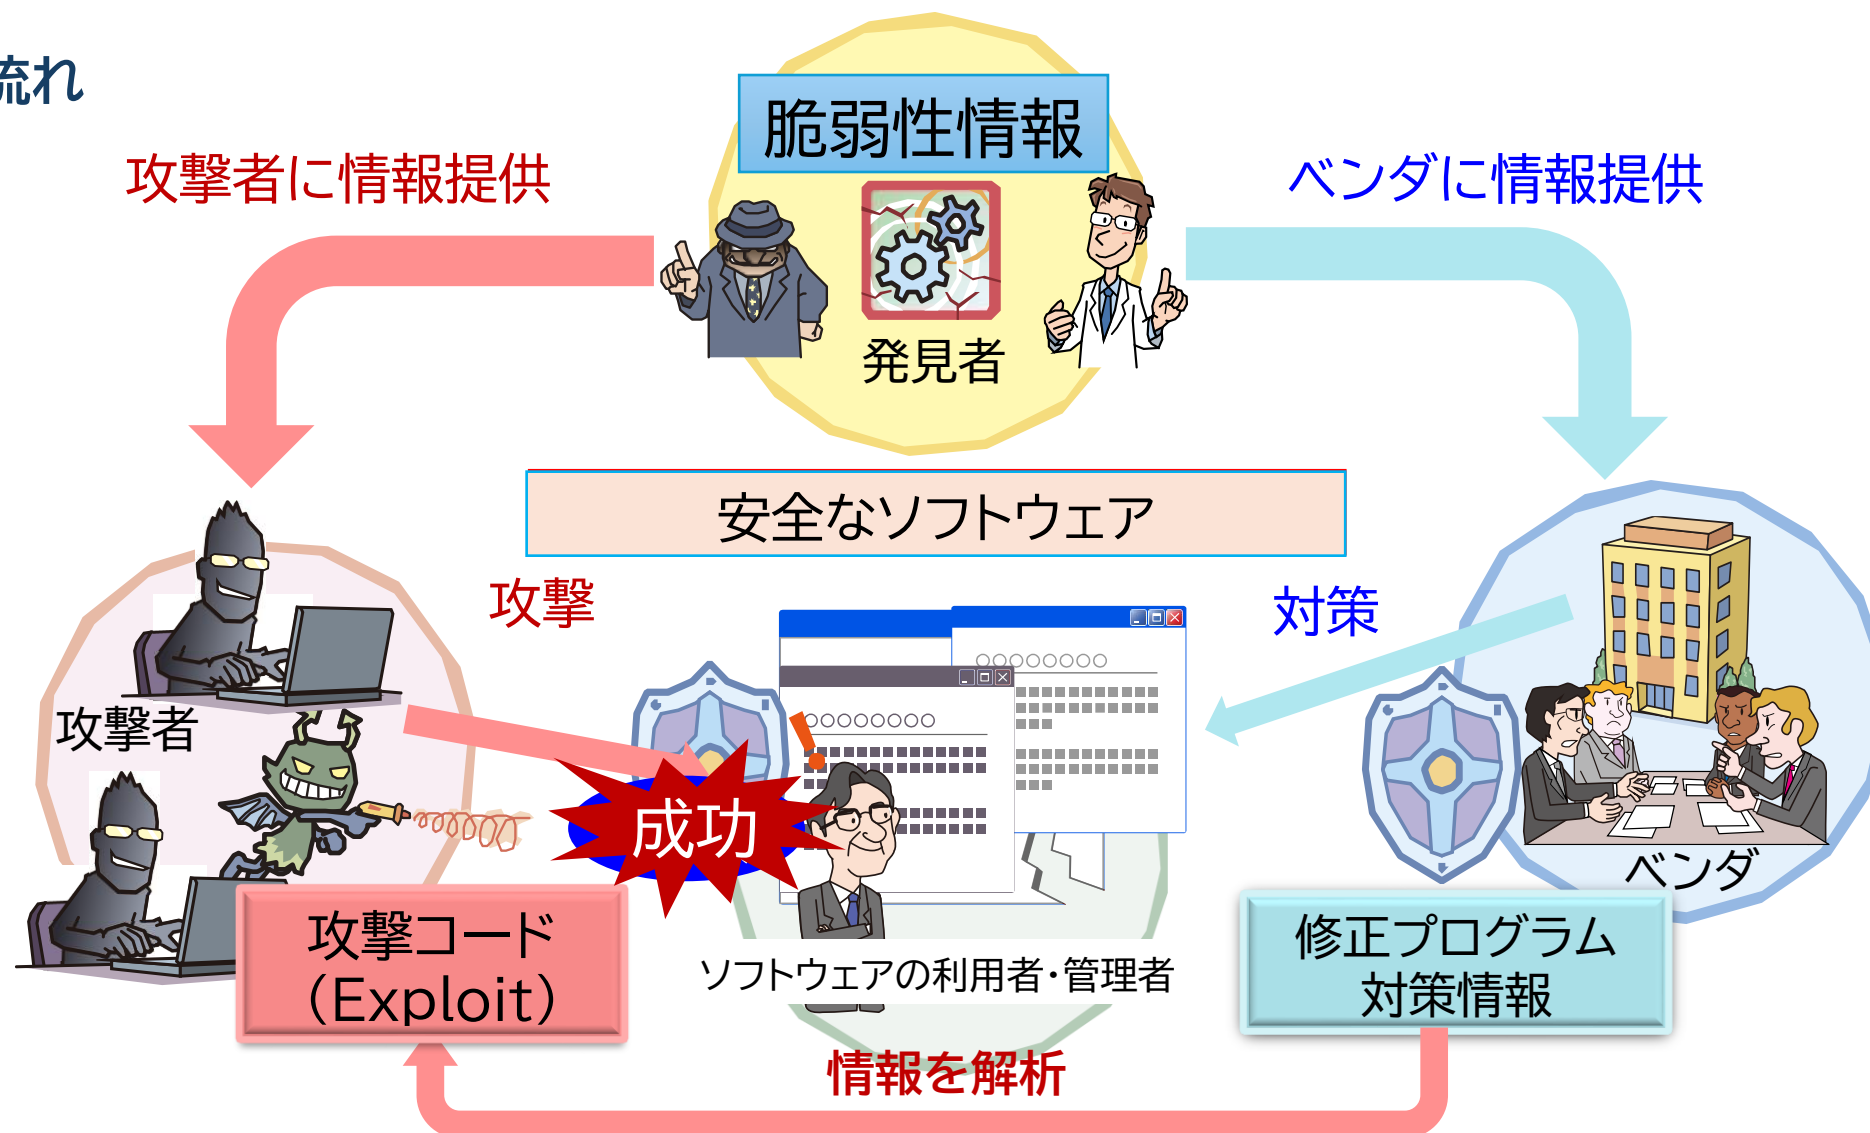 流れ
脆弱性情報
攻撃者に情報提供
ベンダに情報提供
発見者
安全なソフトウェア
攻撃
対策
○○○○○○○
○○○○○○○○
攻撃者
成功
ベンダ
攻撃コード
（Exploit）
修正プログラム
対策情報
ソフトウェアの利用者・管理者
情報を解析